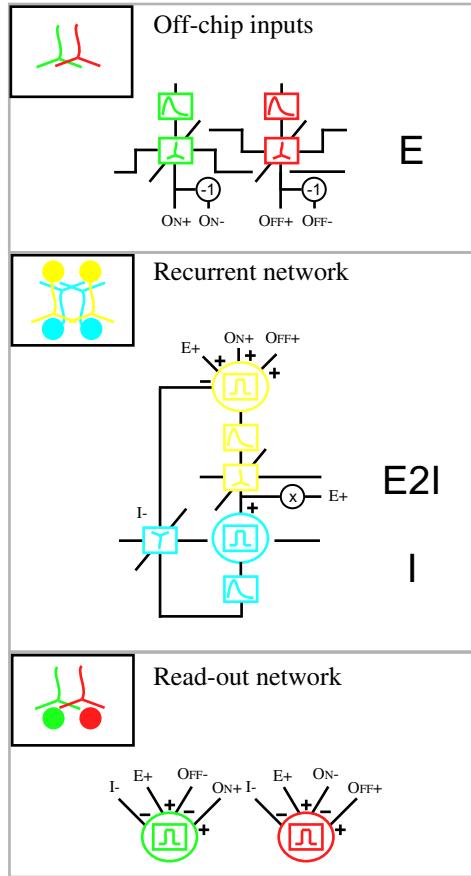 Off-chip inputs
E
-1 -1
ON+ ON- OFF+ OFF-
Recurrent network
E+ ON+ OFF+
+ + +
-
E2I
x E+
I- +
I
Read-out network
I- E+ OFF- ON+ I- E+ ON- OFF+
- + - + - + - +